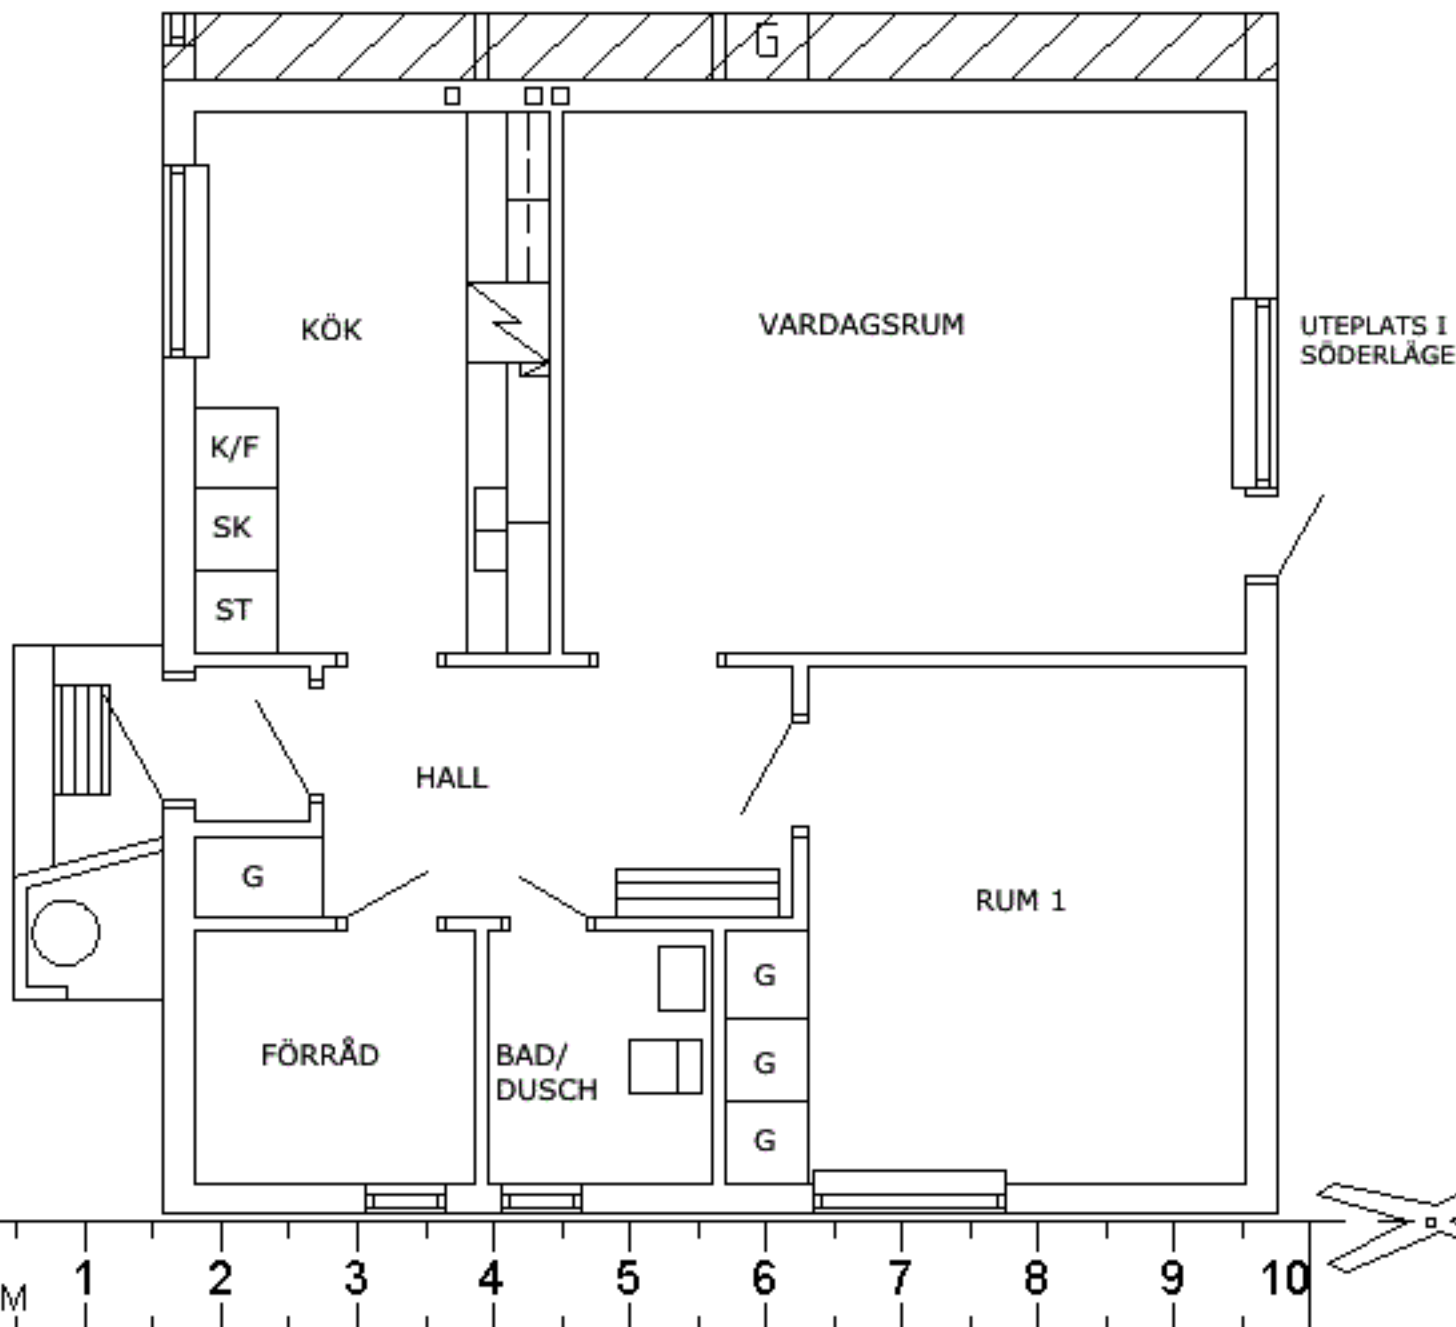 G
KÖK
VARDAGSRUM
UTEPLATS I
SÖDERLÄGE
K/F
SK
ST
HALL
G
RUM 1
G
FÖRRÅD
BAD/
DUSCH
G
G
M 1 2 3 4 5 6 7 8 9 10